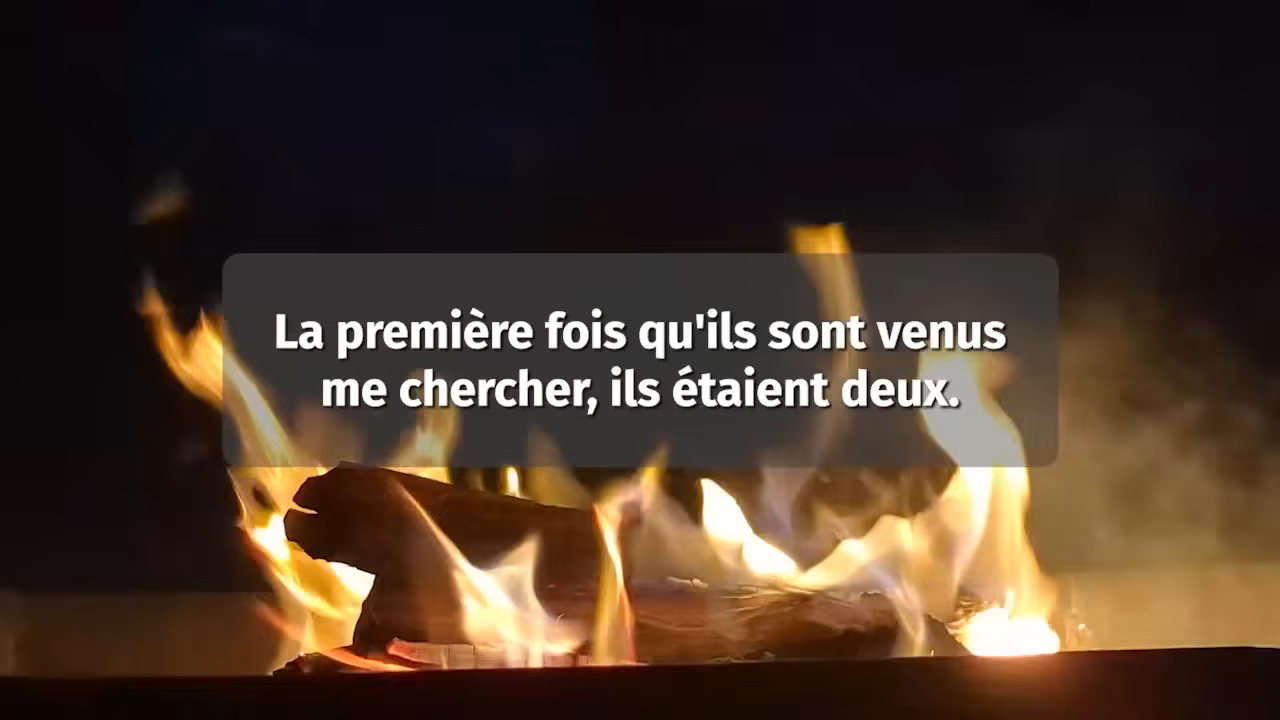 La première fois qu'ils sont venus
me chercher, ils étaient deux.